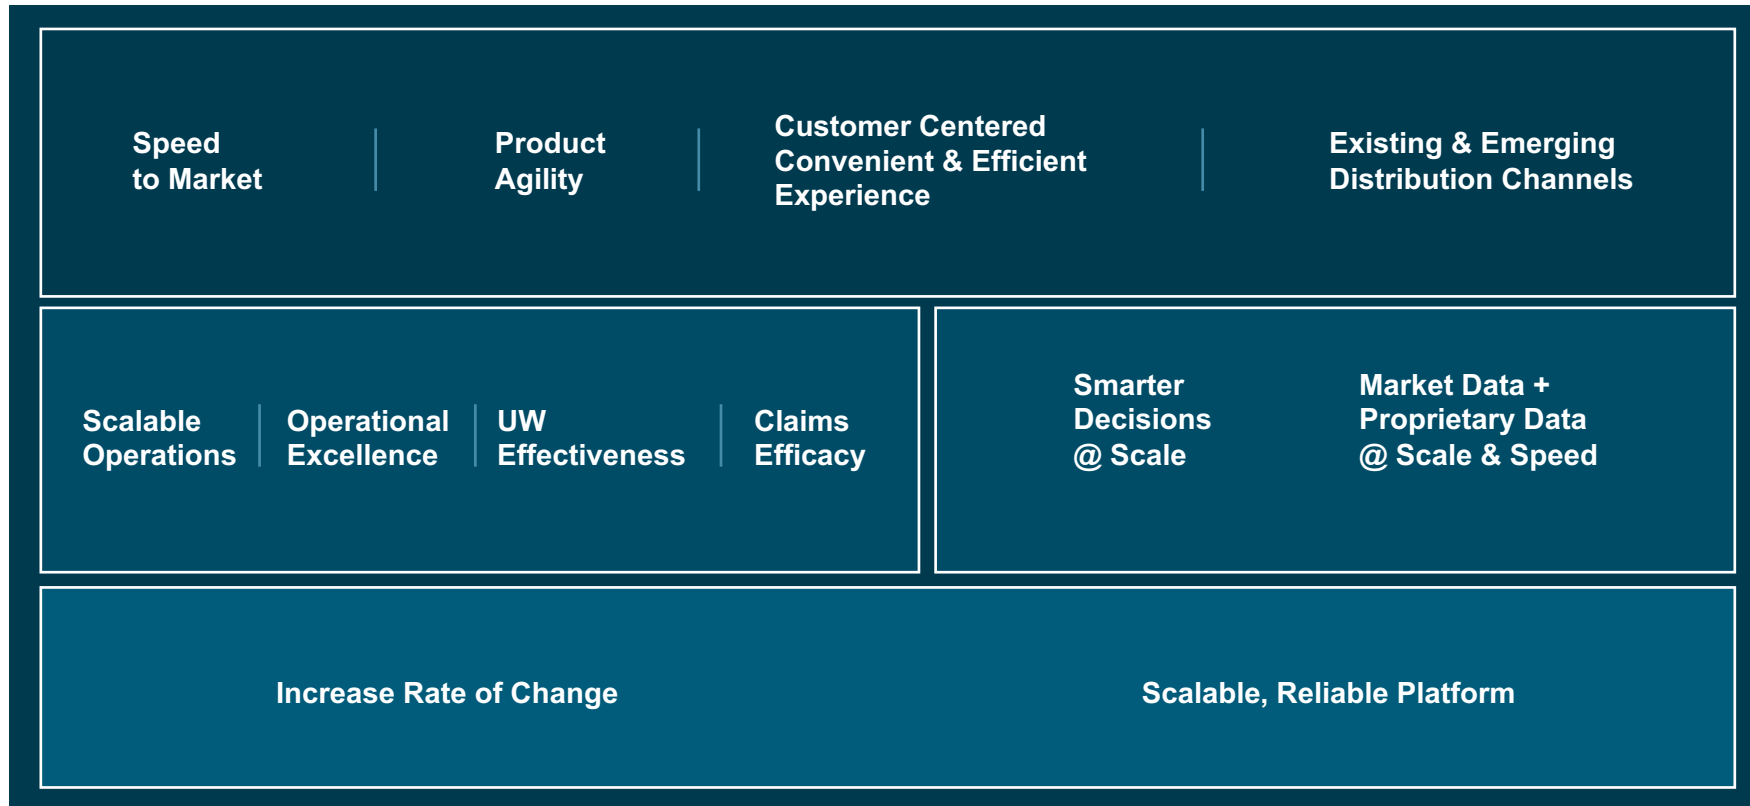 Speed
to Market
Product
Agility
Customer Centered
Convenient & Efficient
Experience
Existing & Emerging
Distribution Channels
Scalable
Operations
Operational
Excellence
UW
Effectiveness
Claims
Efficacy
Smarter
Decisions
@ Scale
Market Data +
Proprietary Data
@ Scale & Speed
Increase Rate of Change
Scalable, Reliable Platform